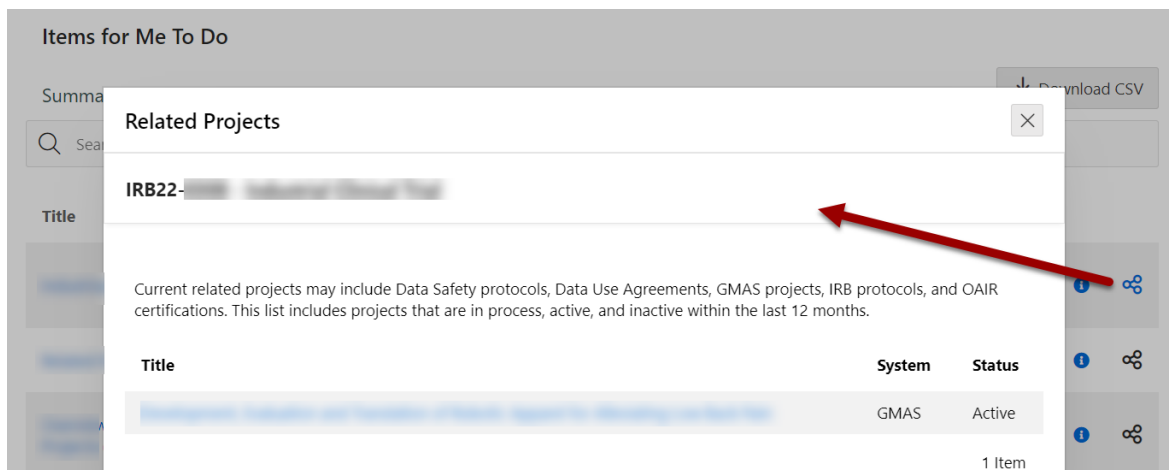 Items for Me To Do
Summa
Download CSV
Related Projects
Sear
IRB22-
Title
Current related projects may include Data Safety protocols, Data Use Agreements, GMAS projects, IRB protocols, and OAIR
certifications. This list includes projects that are in process, active, and inactive within the last 12 months.
Title System Status
GMAS Active
1 Item